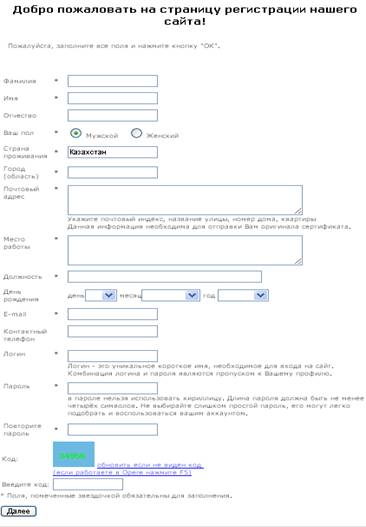 Добро пожаловать на страницу регистрации нашего
сайта!
Пожалуйста, заполните все поля и нажмите кнопку "ОК".
Фамилия *
Имя *
Отчество
Ваш пол * Мужской Женский
Страна
проживания * Казахстан
Город
(область) *
Почтовый
адрес *
Укажите почтовый индекс, название улицы, номер дома, квартиры
Данная информация необходима для отправки Вам оригинала сертификата.
Место
работы *
Должность *
День
рождения день месяц год
E-mail *
Контактный
телефон
Логин *
Логин - это уникальное короткое имя, необходимое для входа на сайт.
Комбинация логина и пароля являются пропуском к Вашему профилю.
Пароль *
в пароле нельзя использовать кириллицу. Длина пароля должна быть не менее
четырёх символов. Не выбирайте слишком простой пароль, его могут легко
подобрать и воспользоваться вашим аккаунтом.
Повторите
пароль *
Код: обновить если не виден код
(если работаете в Opere нажмите F5)
Введите код:
* Поля, помеченные звездочкой обязательны для заполнения.
Далее